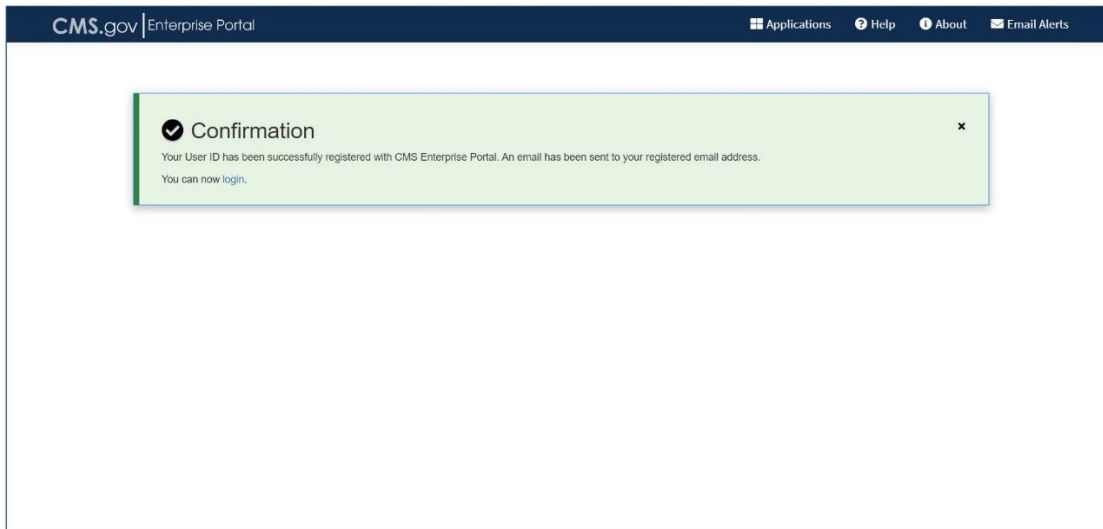 CMS.gov Enterprise Portal
Applications Help About Email Alerts
Confirmation
Your User ID has been successfully registered with CMS Enterprise Portal. An email has been sent to your registered email address.
You can now login.